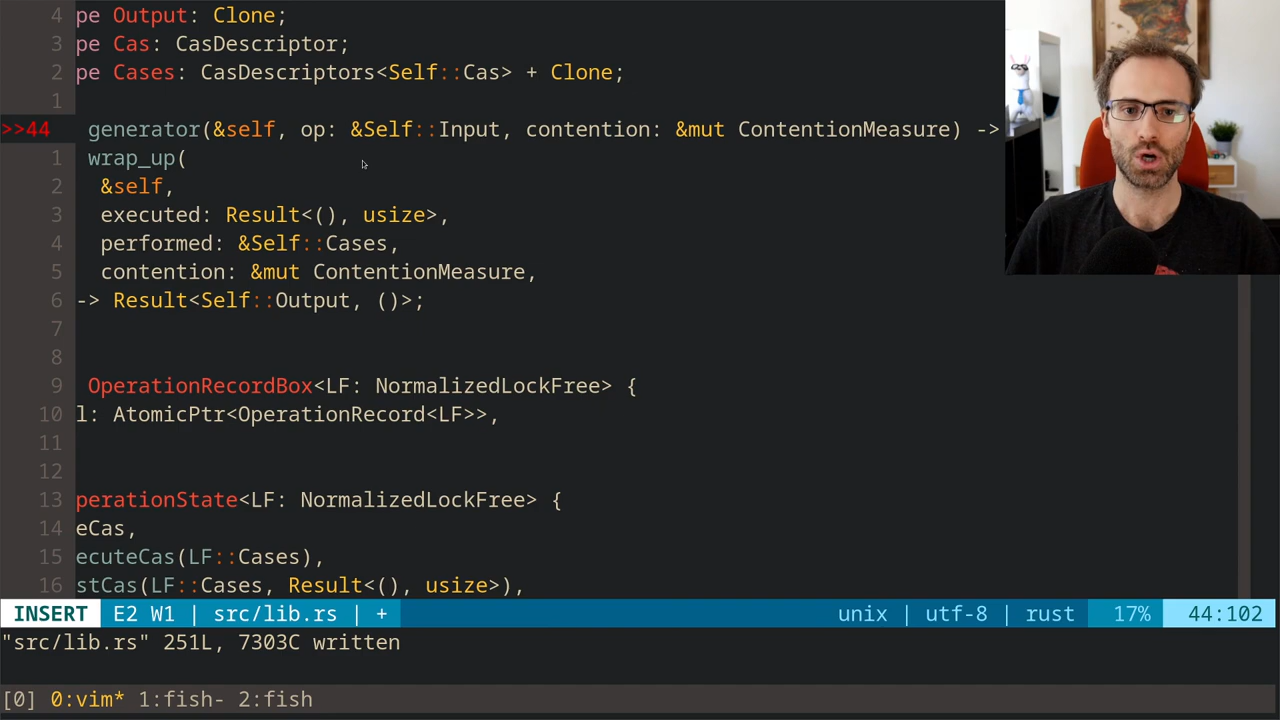 4 pe Output: Clone;
3 pe Cas: CasDescriptor;
2 pe Cases: CasDescriptors<Self::Cas> + Clone;
1
>>44 generator(&self, op: &Self::Input, contention: &mut ContentionMeasure) ->
1 wrap_up(
2 &self,
3 executed: Result<(), usize>,
4 performed: &Self::Cases,
5 contention: &mut ContentionMeasure,
6 -> Result<Self::Output, ()>;
7
8
9 OperationRecordBox<LF: NormalizedLockFree> {
10 l: AtomicPtr<OperationRecord<LF>>,
11
12
13 perationState<LF: NormalizedLockFree> {
14 eCas,
15 ecuteCas(LF::Cases),
16 stCas(LF::Cases, Result<(), usize>),
INSERT E2 W1 | src/lib.rs | + unix | utf-8 | rust 17% 44:102
"src/lib.rs" 251L, 7303C written
[0] 0:vim* 1:fish- 2:fish